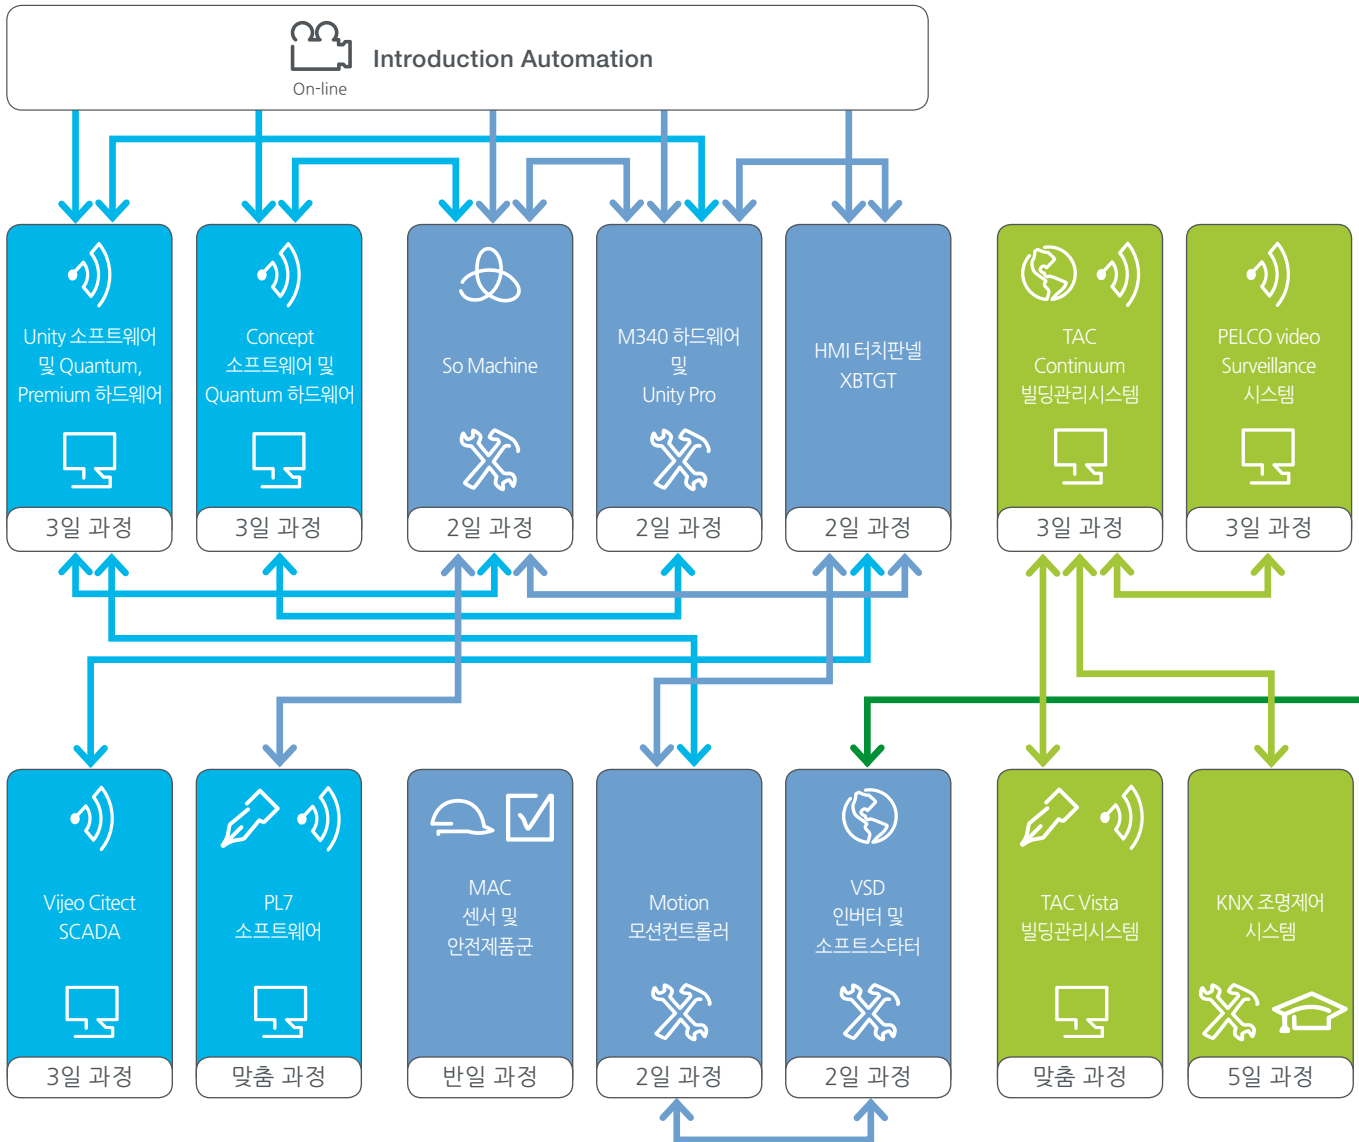 Introduction Automation
On-line
Unity 소프트웨어
및 Quantum,
Premium 하드웨어
3일 과정
Concept
소프트웨어 및
Quantum 하드웨어
3일 과정
So Machine
2일 과정
M340 하드웨어
및
Unity Pro
2일 과정
HMI 터치판넬
XBTGT
2일 과정
TAC
Continuum
빌딩관리시스템
3일 과정
PELCO video
Surveillance
시스템
3일 과정
Vijeo Citect
SCADA
3일 과정
PL7
소프트웨어
맞춤 과정
MAC
센서 및
안전제품군
반일 과정
Motion
모션컨트롤러
2일 과정
VSD
인버터 및
소프트스타터
2일 과정
TAC Vista
빌딩관리시스템
맞춤 과정
KNX 조명제어
시스템
5일 과정